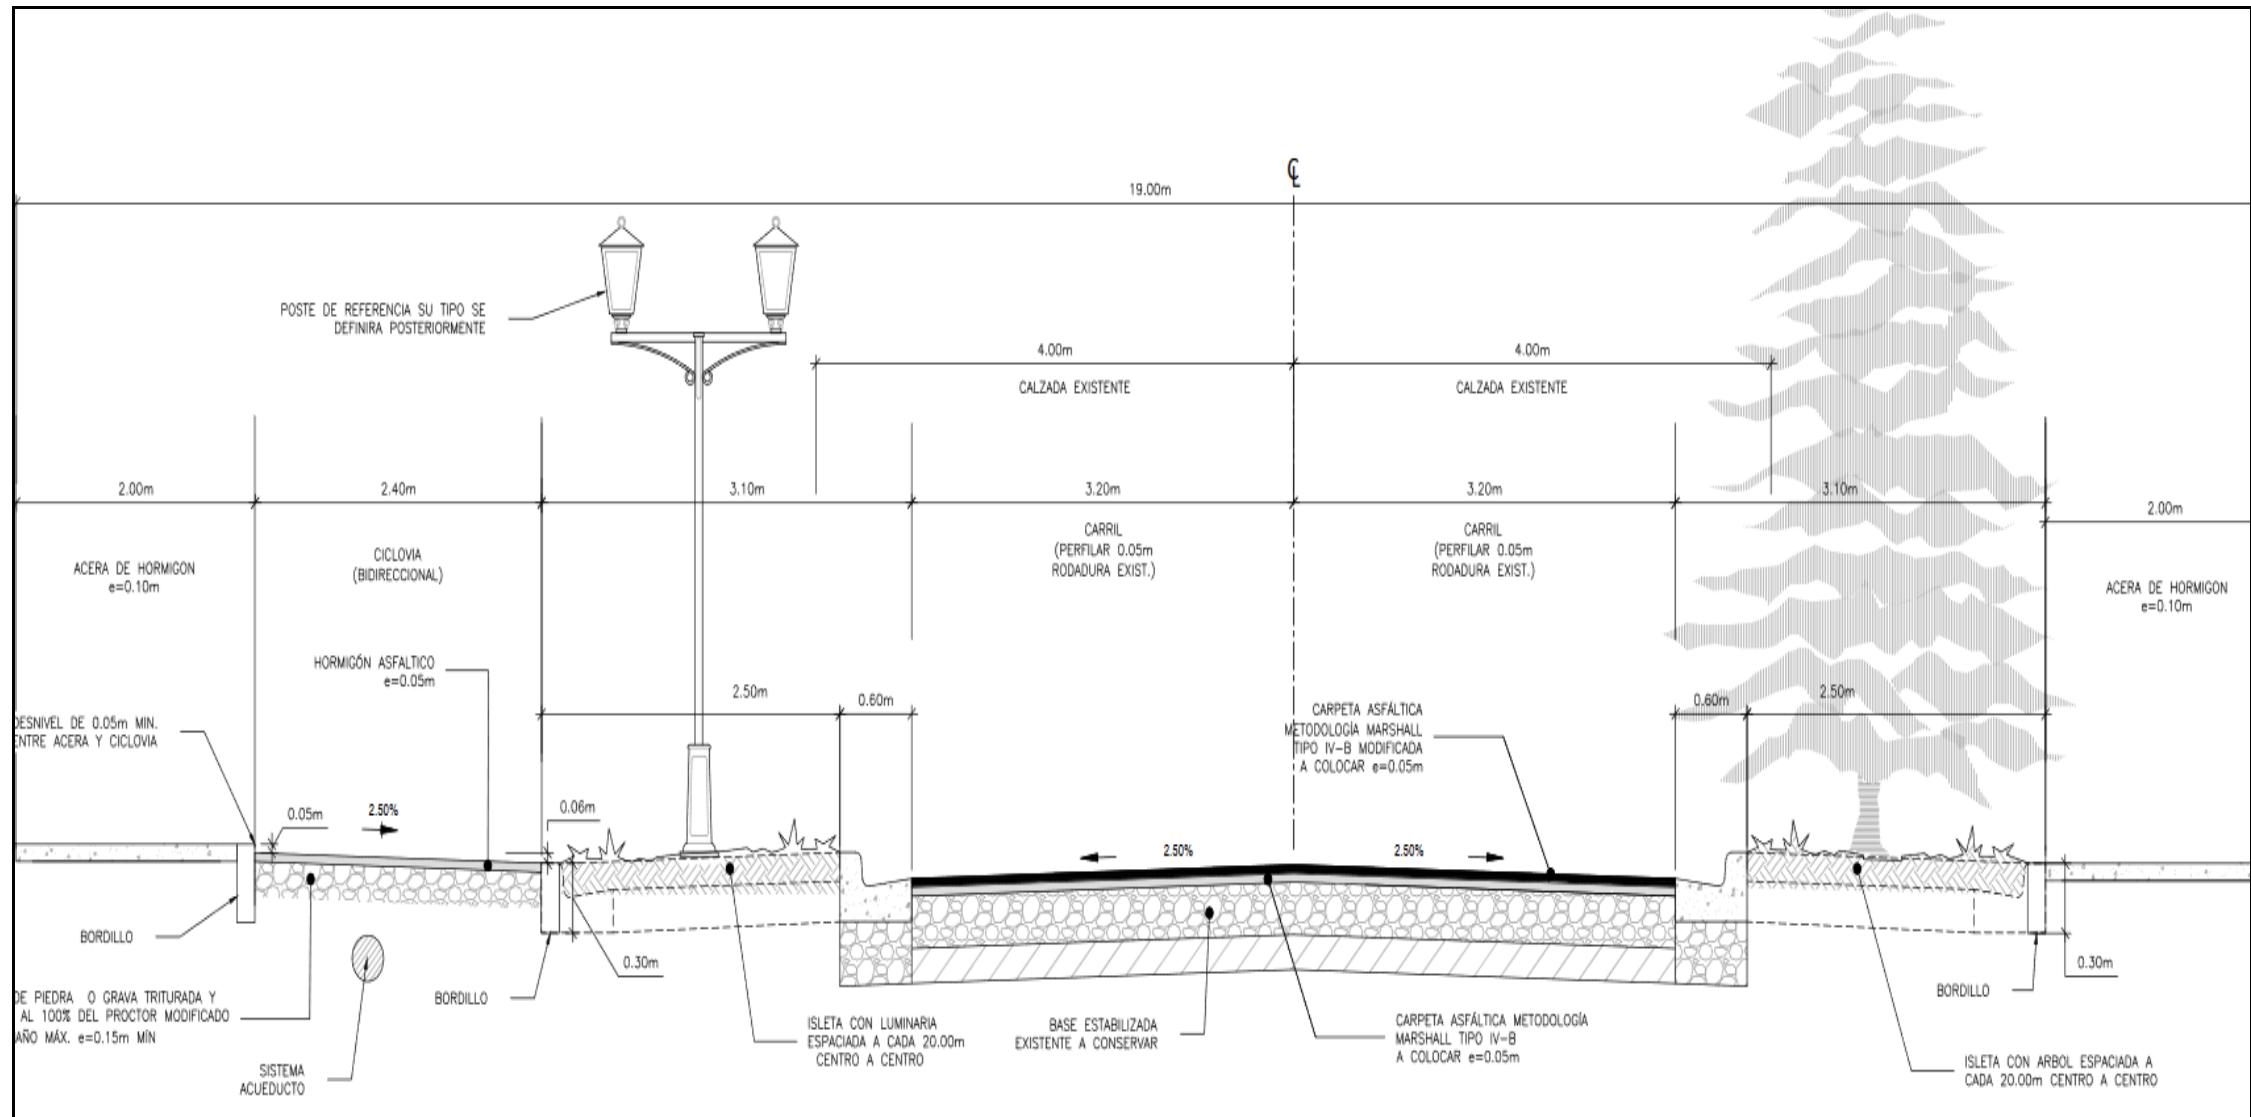 ℄
19.00m
POSTE DE REFERENCIA SU TIPO SE
DEFINIRA POSTERIORMENTE
4.00m
4.00m
CALZADA EXISTENTE
CALZADA EXISTENTE
2.00m
2.40m
3.10m
3.20m
3.20m
3.10m
2.00m
ACERA DE HORMIGON
e=0.10m
CICLOVIA
(BIDIRECCIONAL)
CARRIL
(PERFILAR 0.05m
RODADURA EXIST.)
CARRIL
(PERFILAR 0.05m
RODADURA EXIST.)
ACERA DE HORMIGON
e=0.10m
HORMIGÓN ASFALTICO
e=0.05m
2.50m
0.60m
0.60m
2.50m
DESNIVEL DE 0.05m MIN.
ENTRE ACERA Y CICLOVIA
CARPETA ASFÁLTICA
METODOLOGÍA MARSHALL
TIPO IV-B MODIFICADA
A COLOCAR e=0.05m
0.05m
2.50%
0.06m
2.50%
2.50%
BORDILLO
0.30m
BORDILLO
0.30m
BORDILLO
DE PIEDRA O GRAVA TRITURADA Y
AL 100% DEL PROCTOR MODIFICADO
AÑO MÁX. e=0.15m MÍN
SISTEMA
ACUEDUCTO
ISLETA CON LUMINARIA
ESPACIADA A CADA 20.00m
CENTRO A CENTRO
BASE ESTABILIZADA
EXISTENTE A CONSERVAR
CARPETA ASFÁLTICA METODOLOGÍA
MARSHALL TIPO IV-B
A COLOCAR e=0.05m
ISLETA CON ARBOL ESPACIADA A
CADA 20.00m CENTRO A CENTRO